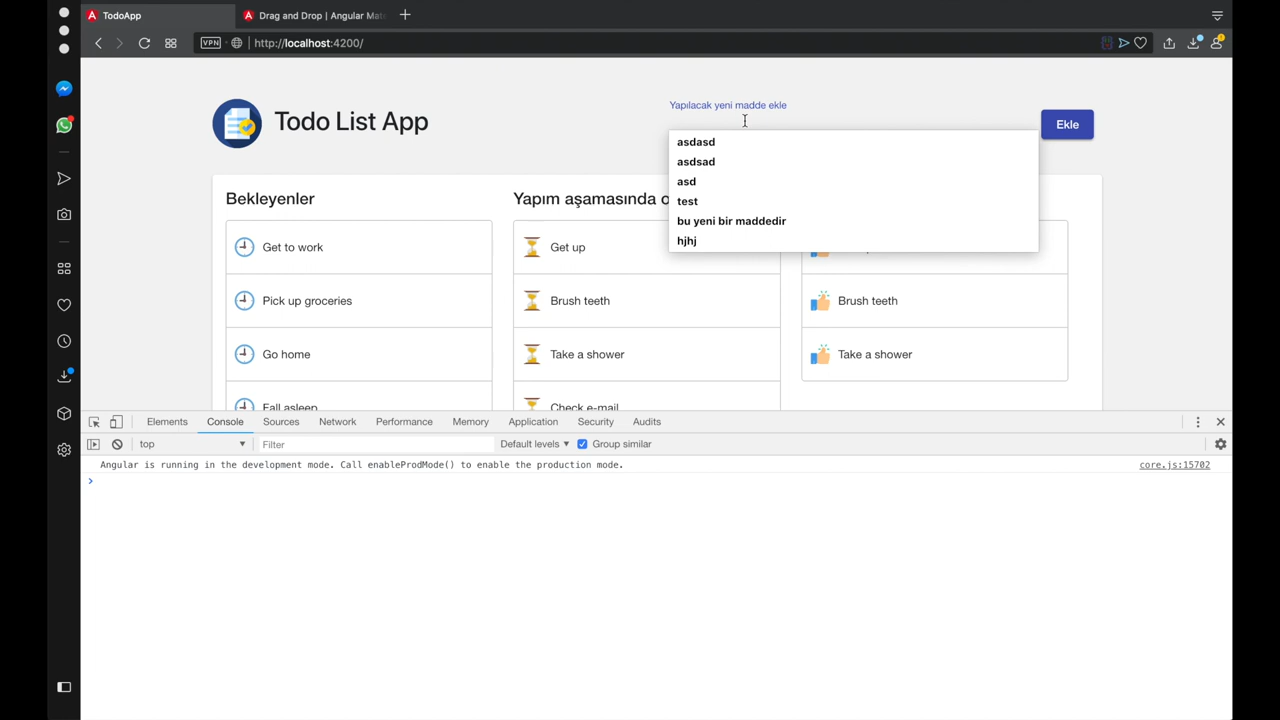 TodoApp
Drag and Drop | Angular Mate
VPN
http://localhost:4200/
Todo List App
Yapılacak yeni madde ekle
Ekle
asdasd
asdsad
asd
test
bu yeni bir maddedir
hjhj
Bekleyenler
Get to work
Pick up groceries
Go home
Fall asleep
Yapım aşamasında o
Get up
Brush teeth
Take a shower
Check e-mail
Brush teeth
Take a shower
Elements Console Sources Network Performance Memory Application Security Audits
top Filter Default levels Group similar
Angular is running in the development mode. Call enableProdMode() to enable the production mode. core.js:15702